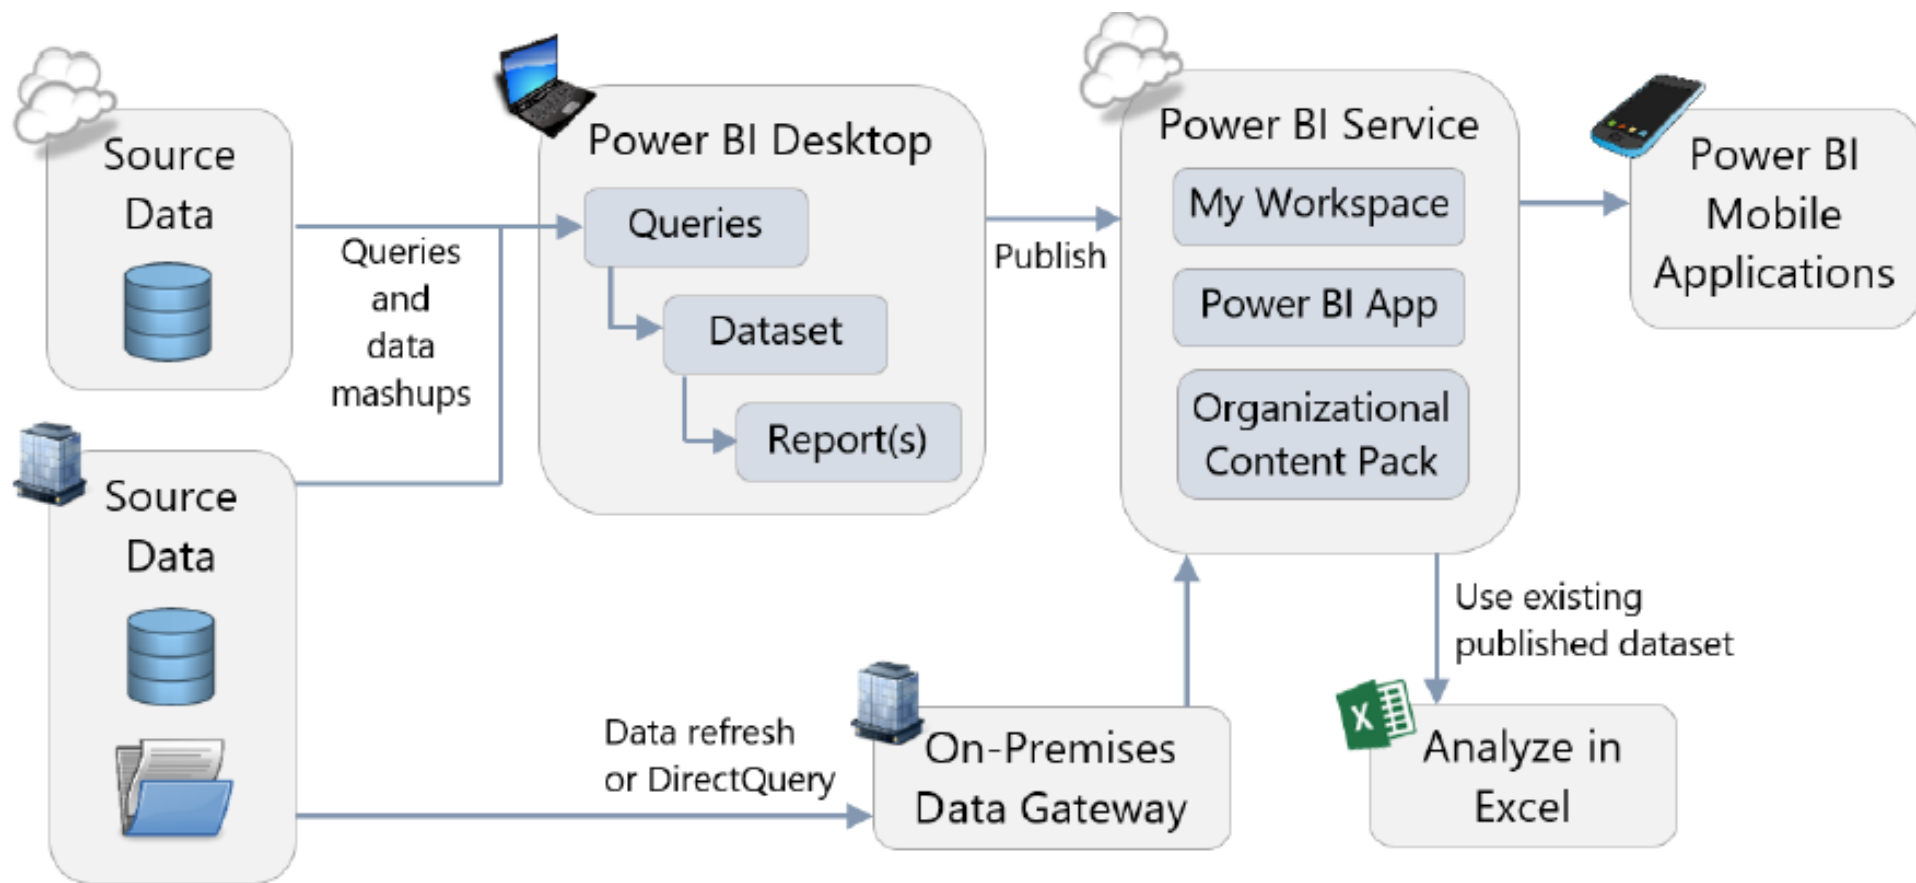 Source
Data
Queries
and
data
mashups
Source
Data
Data refresh
or DirectQuery
Power BI Desktop
Queries
Dataset
Report(s)
Publish
Power BI Service
My Workspace
Power BI App
Organizational
Content Pack
Power BI
Mobile
Applications
On-Premises
Data Gateway
Use existing
published dataset
X
Analyze in
Excel